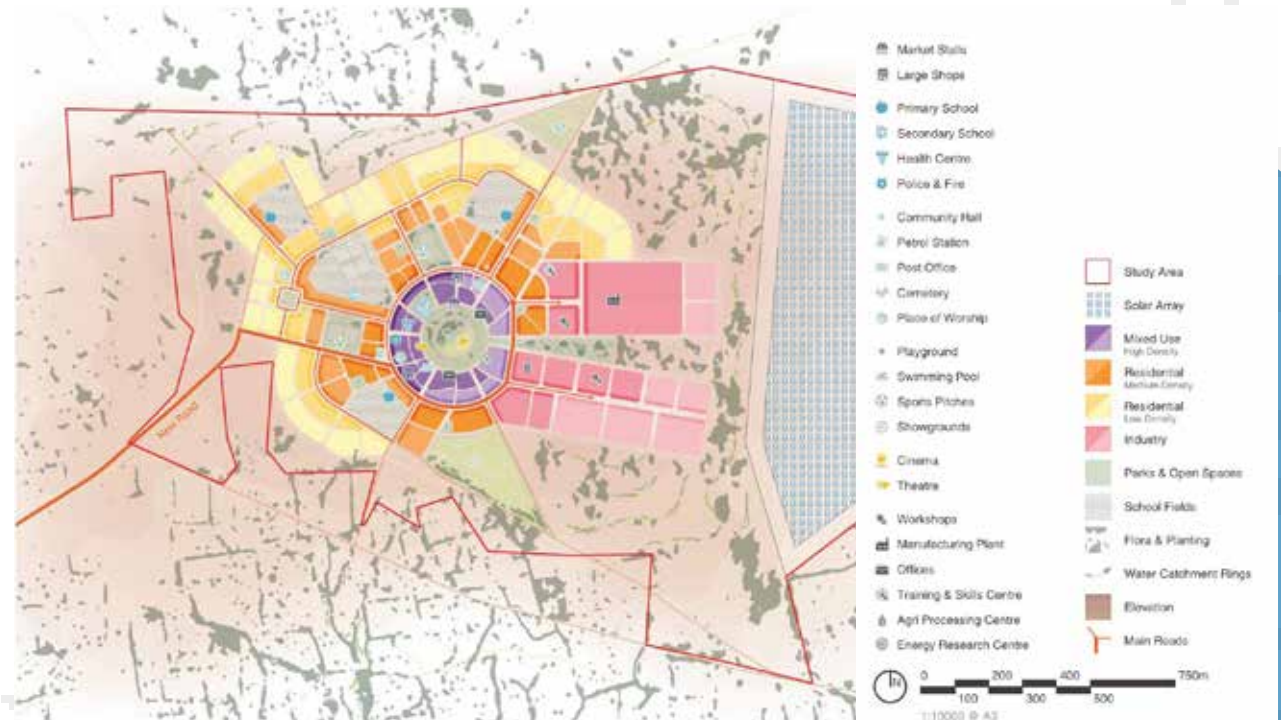 New Road
Market Stalls
Large Shops
Primary School
Secondary School
Health Centre
Police & Fire
Community Hall
Petrol Station
Post Office
Cemetery
Place of Worship
Playground
Swimming Pool
Sports Pitches
Showgrounds
Cinema
Theatre
Workshops
Manufacturing Plant
Offices
Training & Skills Centre
Agri Processing Centre
Energy Research Centre
Study Area
Solar Array
Mixed Use
High Density
Residential
Medium Density
Residential
Low Density
Industry
Parks & Open Spaces
School Fields
Flora & Planting
Water Catchment Rings
Elevation
Main Roads
N
0 200 400 750m
100 300 500
1:10000 @ A3